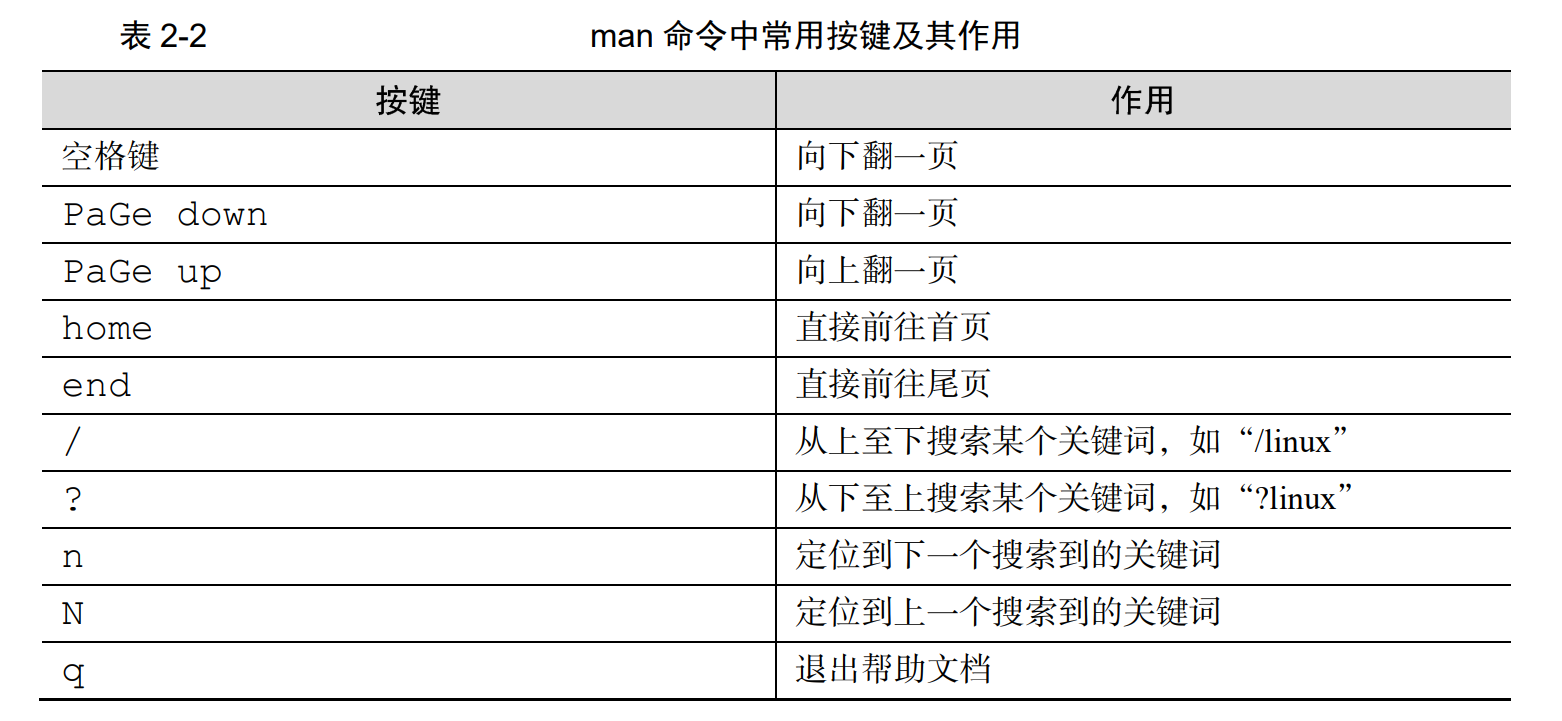 表 2-2 man 命令中常用按键及其作用
按键 作用
空格键 向下翻一页
PaGe down 向下翻一页
PaGe up 向上翻一页
home 直接前往首页
end 直接前往尾页
/ 从上至下搜索某个关键词，如“/linux”
? 从下至上搜索某个关键词，如“?linux”
n 定位到下一个搜索到的关键词
N 定位到上一个搜索到的关键词
q 退出帮助文档